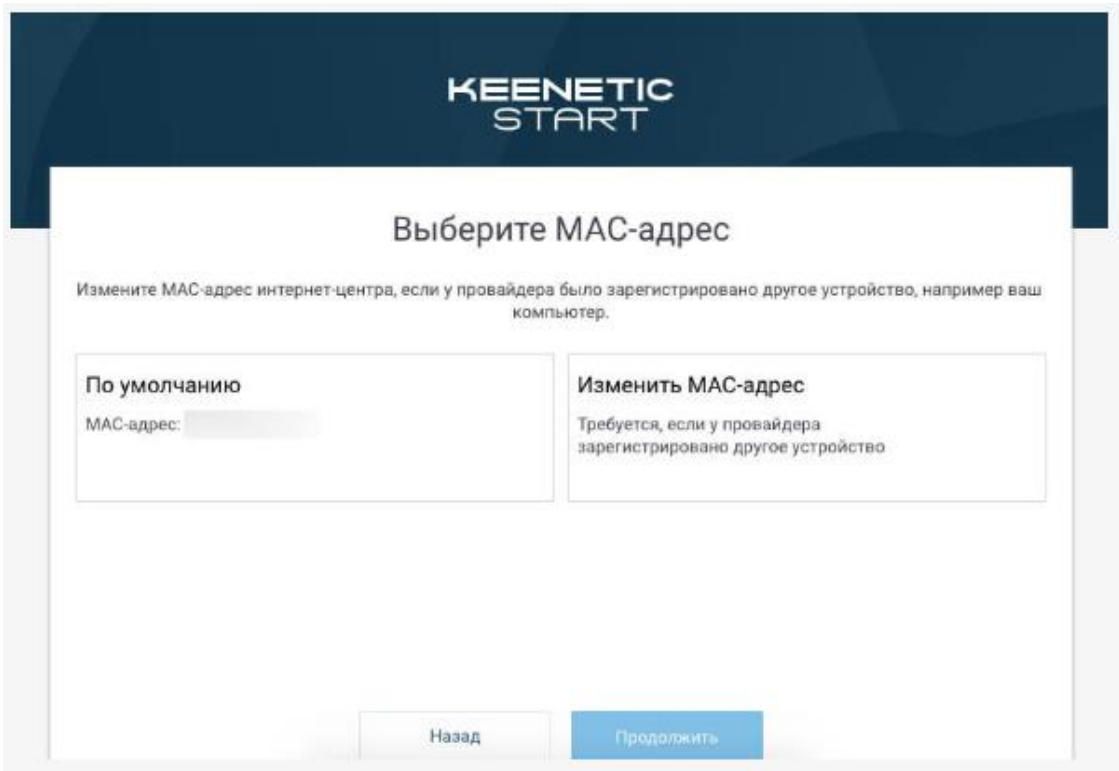 KEENETIC
START
Выберите MAC-адрес
Измените MAC-адрес интернет-центра, если у провайдера было зарегистрировано другое устройство, например ваш
компьютер.
По умолчанию
MAC-адрес:
Изменить MAC-адрес
Требуется, если у провайдера
зарегистрировано другое устройство
Назад
Продолжить